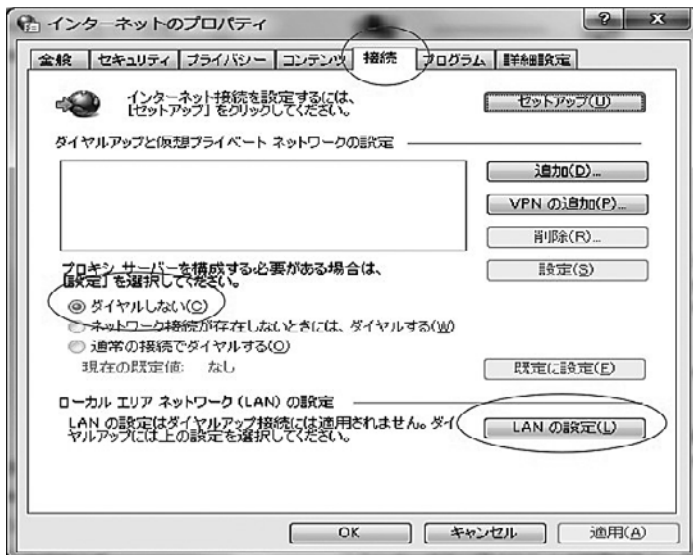 インターネットのプロパティ
全般 セキュリティ プライバシー コンテンツ 接続 プログラム 詳細設定
インターネット接続を設定するには、
[セットアップ] をクリックしてください。
セットアップ(U)
ダイヤルアップと仮想プライベート ネットワークの設定
追加(D)...
VPN の追加(P)...
削除(R)...
プロキシ サーバーを構成する必要がある場合は、
[設定] を選択してください。
設定(S)
ダイヤルしない(C)
ネットワーク接続が存在しないときには、ダイヤルする(W)
通常の接続でダイヤルする(O)
現在の既定値: なし
既定に設定(E)
ローカル エリア ネットワーク (LAN) の設定
LAN の設定はダイヤルアップ接続には適用されません。ダイ
ヤルアップには上の設定を選択してください。
LAN の設定(L)
OK キャンセル 適用(A)